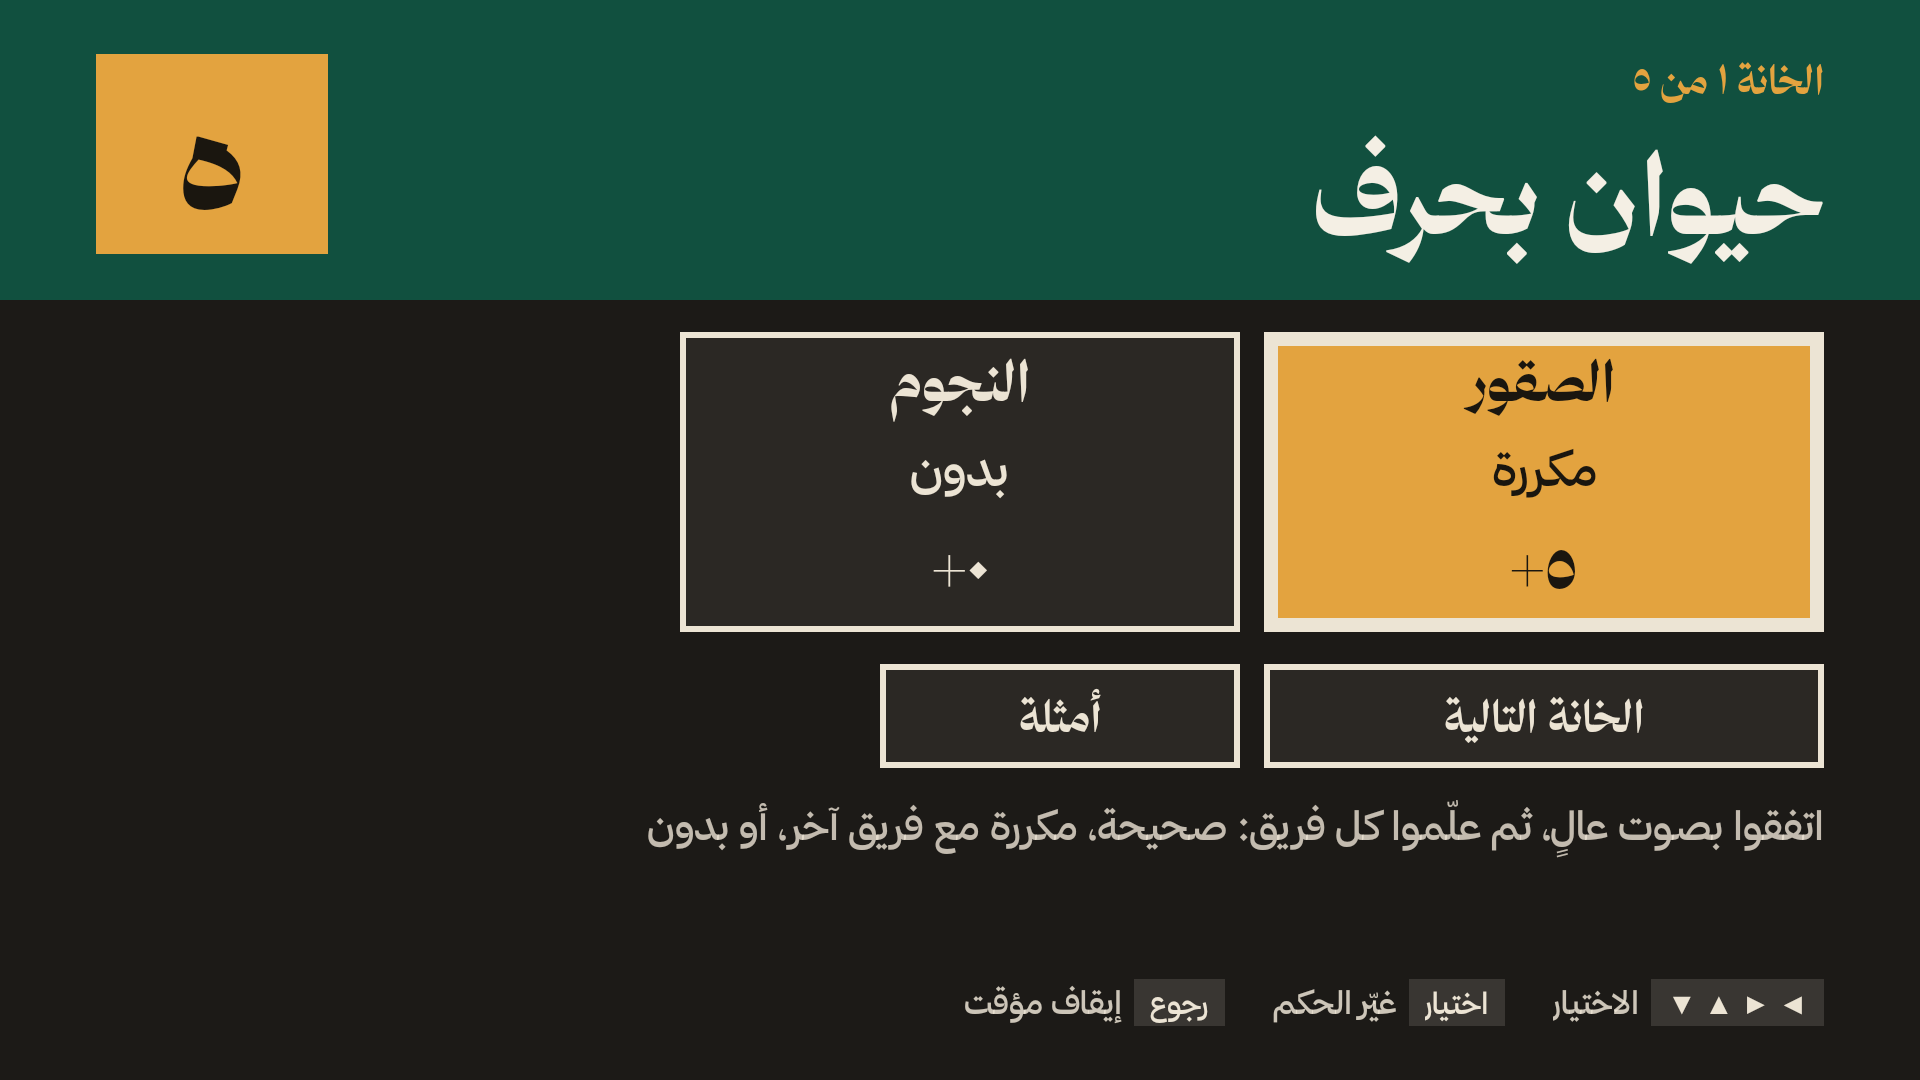 الخانة ١ من ٥
حيوان بحرف
ه
الصقور
مكررة
+٥
النجوم
بدون
+٠
الخانة التالية
أمثلة
اتفقوا بصوت عالٍ، ثم علّموا كل فريق: صحيحة، مكررة مع فريق آخر، أو بدون
◀ ▶ ▲ ▼ الاختيار
اختيار غيّر الحكم
رجوع إيقاف مؤقت